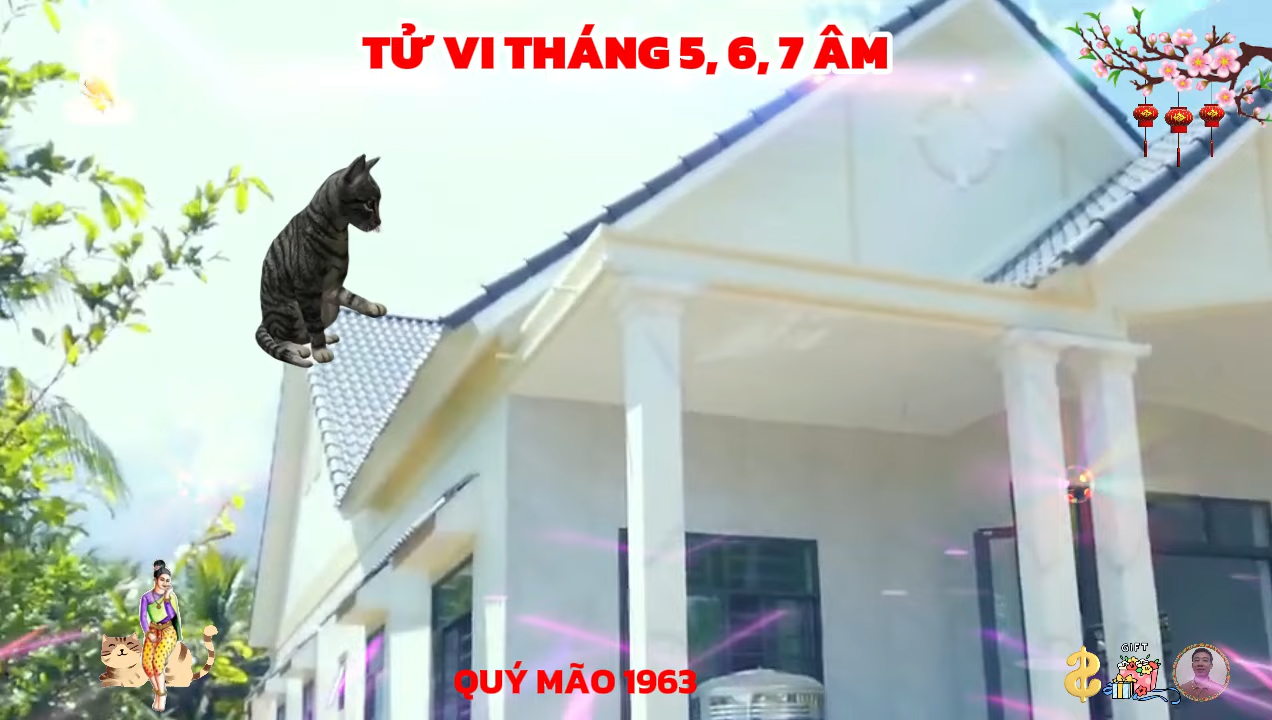 TỬ VI THÁNG 5, 6, 7 ÂM
GIFT
QUÝ MÃO 1963